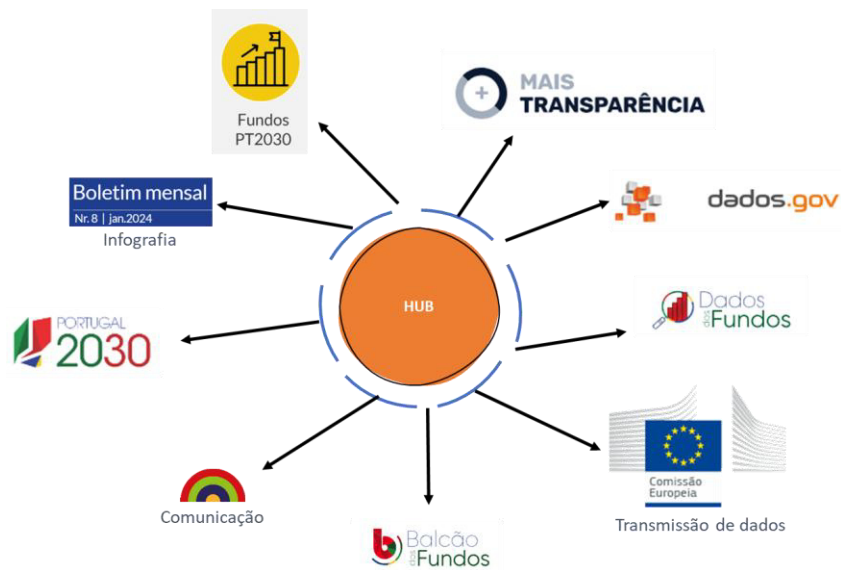 Fundos
PT2030
MAIS
TRANSPARÊNCIA
Boletim mensal
Nr. 8 | jan.2024
Infografia
dados.gov
HUB
PORTUGAL
2030
Dados
dos Fundos
Comissão
Europeia
Transmissão de dados
Comunicação
Balcão
dos Fundos